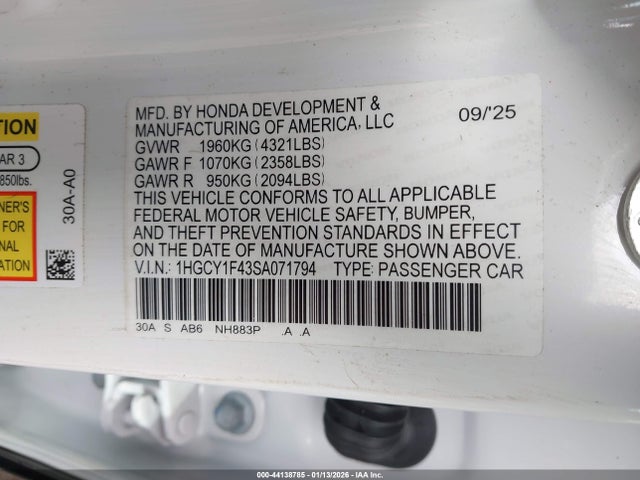 TION
AR 3
850lbs.
NER'S
FOR
NAL
ATION
30A-A0
MFD. BY HONDA DEVELOPMENT & 09/'25
MANUFACTURING OF AMERICA, LLC
GVWR 1960KG(4321LBS)
GAWR F 1070KG(2358LBS)
GAWR R 950KG(2094LBS)
THIS VEHICLE CONFORMS TO ALL APPLICABLE
FEDERAL MOTOR VEHICLE SAFETY, BUMPER,
AND THEFT PREVENTION STANDARDS IN EFFECT
ON THE DATE OF MANUFACTURE SHOWN ABOVE.
V.I.N.: 1HGCY1F43SA071794 TYPE: PASSENGER CAR
30A S AB6 NH883P .A .A
000-44138785 - 01/13/2026 - IAA Inc.